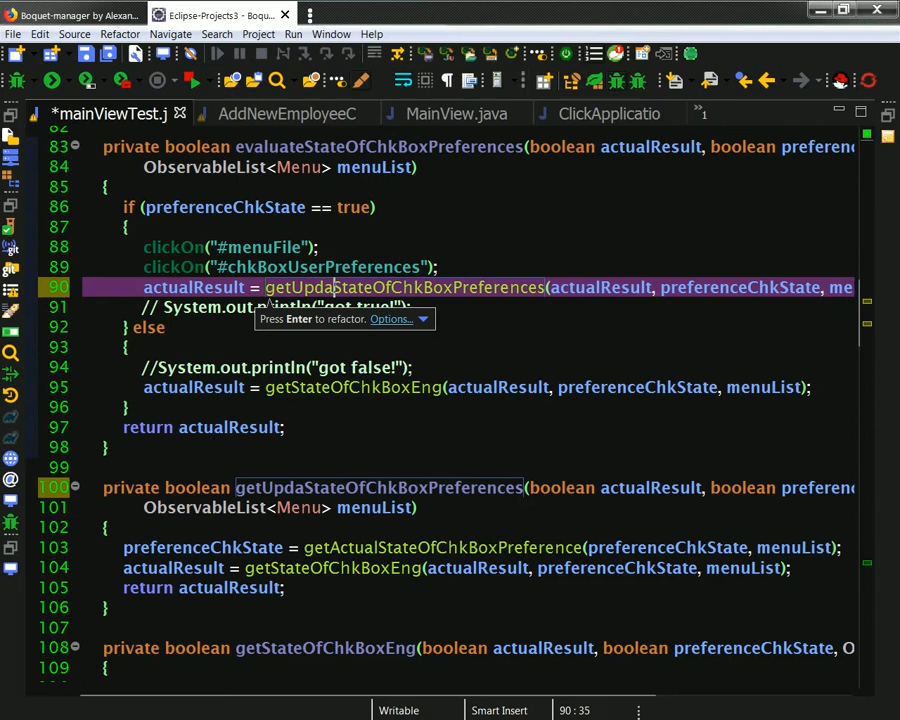 Boquet-manager by Alexan
Eclipse-Projects3 - Boqu...
File Edit Source Refactor Navigate Search Project Run Window Help
*mainViewTest.j
AddNewEmployeeC
MainView.java
ClickApplicatio
»1
82
83 private boolean evaluateStateOfChkBoxPreferences(boolean actualResult, boolean preferenc
84 ObservableList<Menu> menuList)
85 {
86 if (preferenceChkState == true)
87 {
88 clickOn("#menuFile");
89 clickOn("#chkBoxUserPreferences");
90 actualResult = getUpdaStateOfChkBoxPreferences(actualResult, preferenceChkState, me
91 // System.out.println("got true!");
Press Enter to refactor. Options...
92 } else
93 {
94 //System.out.println("got false!");
95 actualResult = getStateOfChkBoxEng(actualResult, preferenceChkState, menuList);
96 }
97 return actualResult;
98 }
99
100 private boolean getUpdaStateOfChkBoxPreferences(boolean actualResult, boolean preferenc
101 ObservableList<Menu> menuList)
102 {
103 preferenceChkState = getActualStateOfChkBoxPreference(preferenceChkState, menuList);
104 actualResult = getStateOfChkBoxEng(actualResult, preferenceChkState, menuList);
105 return actualResult;
106 }
107
108 private boolean getStateOfChkBoxEng(boolean actualResult, boolean preferenceChkState, O
109 {
Writable Smart Insert 90 : 35